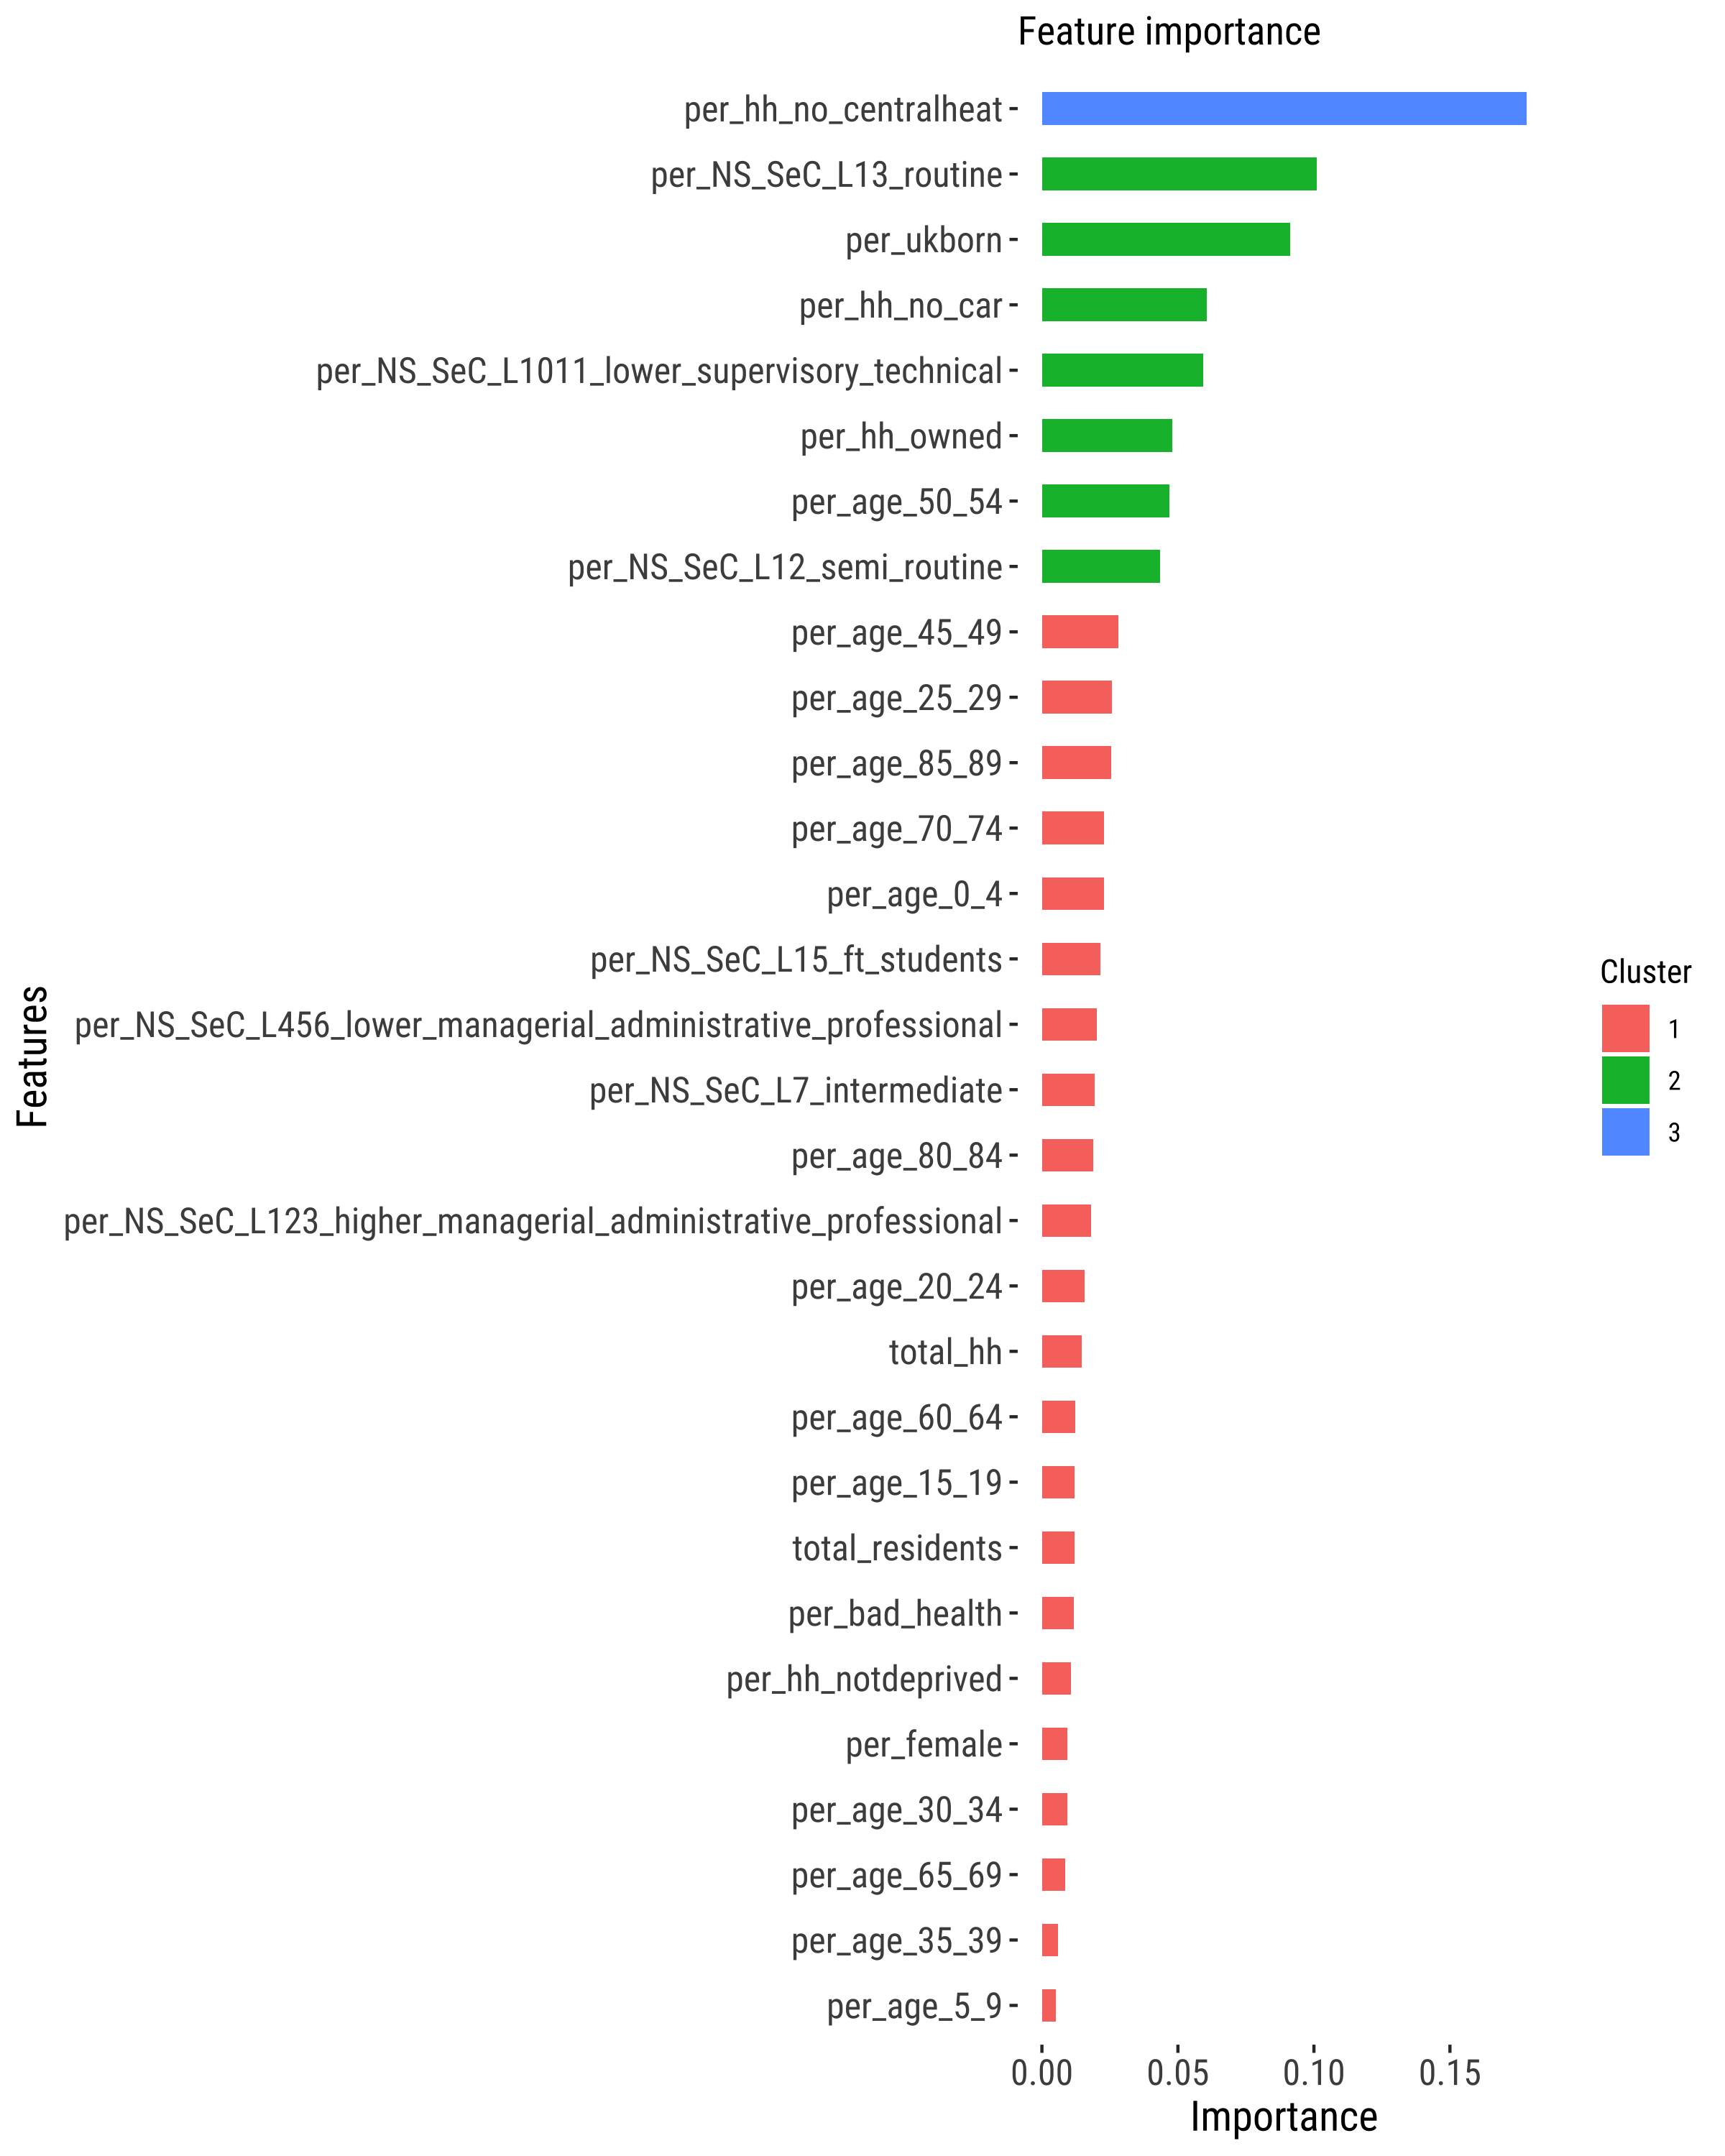 Feature importance
per_hh_no_centralheat
per_NS_SeC_L13_routine
per_ukborn
per_hh_no_car
per_NS_SeC_L1011_lower_supervisory_technical
per_hh_owned
per_age_50_54
per_NS_SeC_L12_semi_routine
per_age_45_49
per_age_25_29
per_age_85_89
per_age_70_74
per_age_0_4
per_NS_SeC_L15_ft_students
per_NS_SeC_L456_lower_managerial_administrative_professional
per_NS_SeC_L7_intermediate
per_age_80_84
per_NS_SeC_L123_higher_managerial_administrative_professional
per_age_20_24
total_hh
per_age_60_64
per_age_15_19
total_residents
per_bad_health
per_hh_notdeprived
per_female
per_age_30_34
per_age_65_69
per_age_35_39
per_age_5_9
Features
0.00 0.05 0.10 0.15
Importance
Cluster
1
2
3